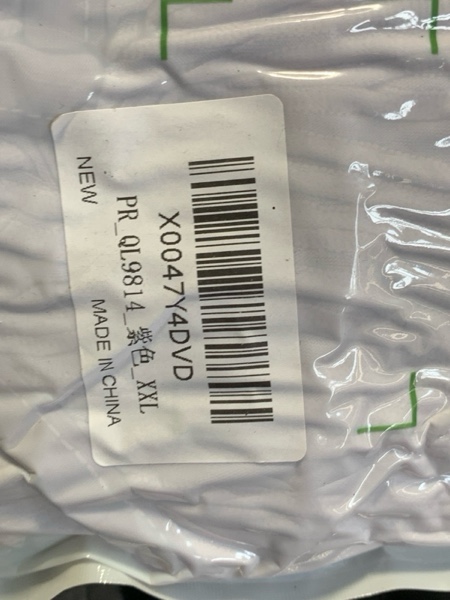 X0047Y4DVD
PR_QL9814_紫色_XXL
NEW
MADE IN CHINA